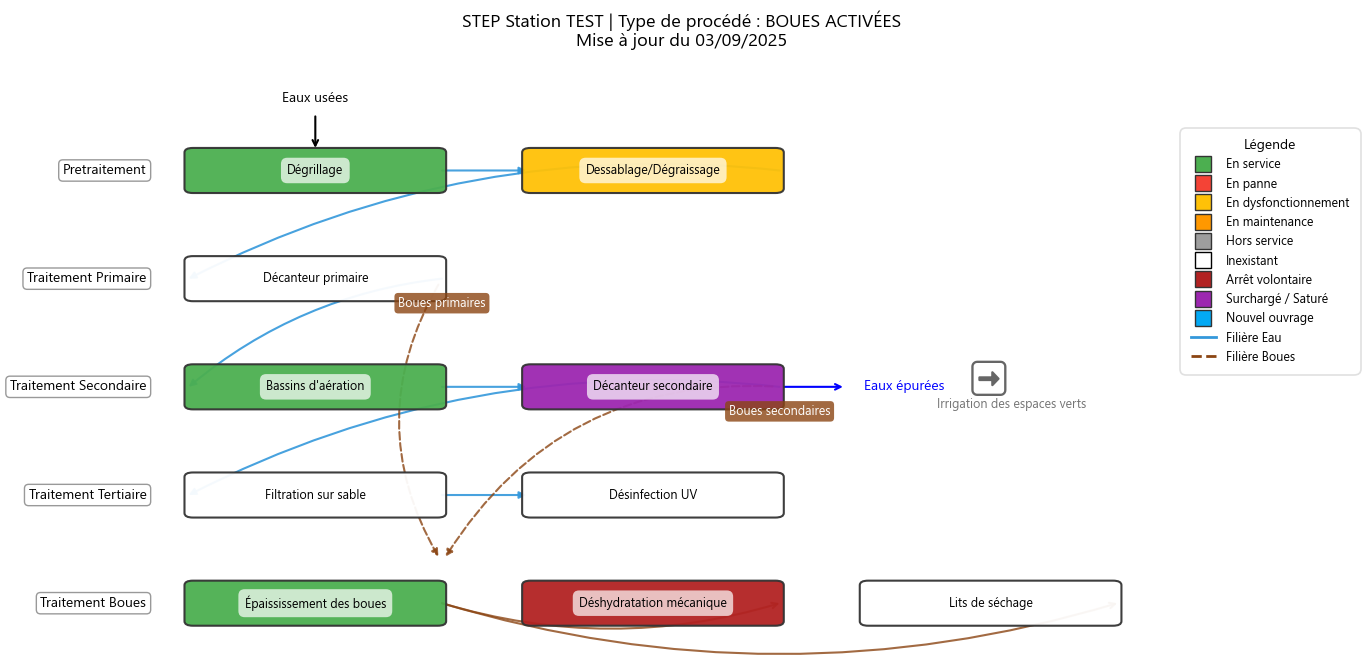 STEP Station TEST | Type de procédé : BOUES ACTIVÉES
Mise à jour du 03/09/2025
Eaux usées
Pretraitement
Dégrillage
Dessablage/Dégraissage
Traitement Primaire
Décanteur primaire
Boues primaires
Traitement Secondaire
Bassins d'aération
Décanteur secondaire
Eaux épurées
Irrigation des espaces verts
Boues secondaires
Traitement Tertiaire
Filtration sur sable
Désinfection UV
Traitement Boues
Épaississement des boues
Déshydratation mécanique
Lits de séchage
Légende
En service
En panne
En dysfonctionnement
En maintenance
Hors service
Inexistant
Arrêt volontaire
Surchargé / Saturé
Nouvel ouvrage
Filière Eau
Filière Boues